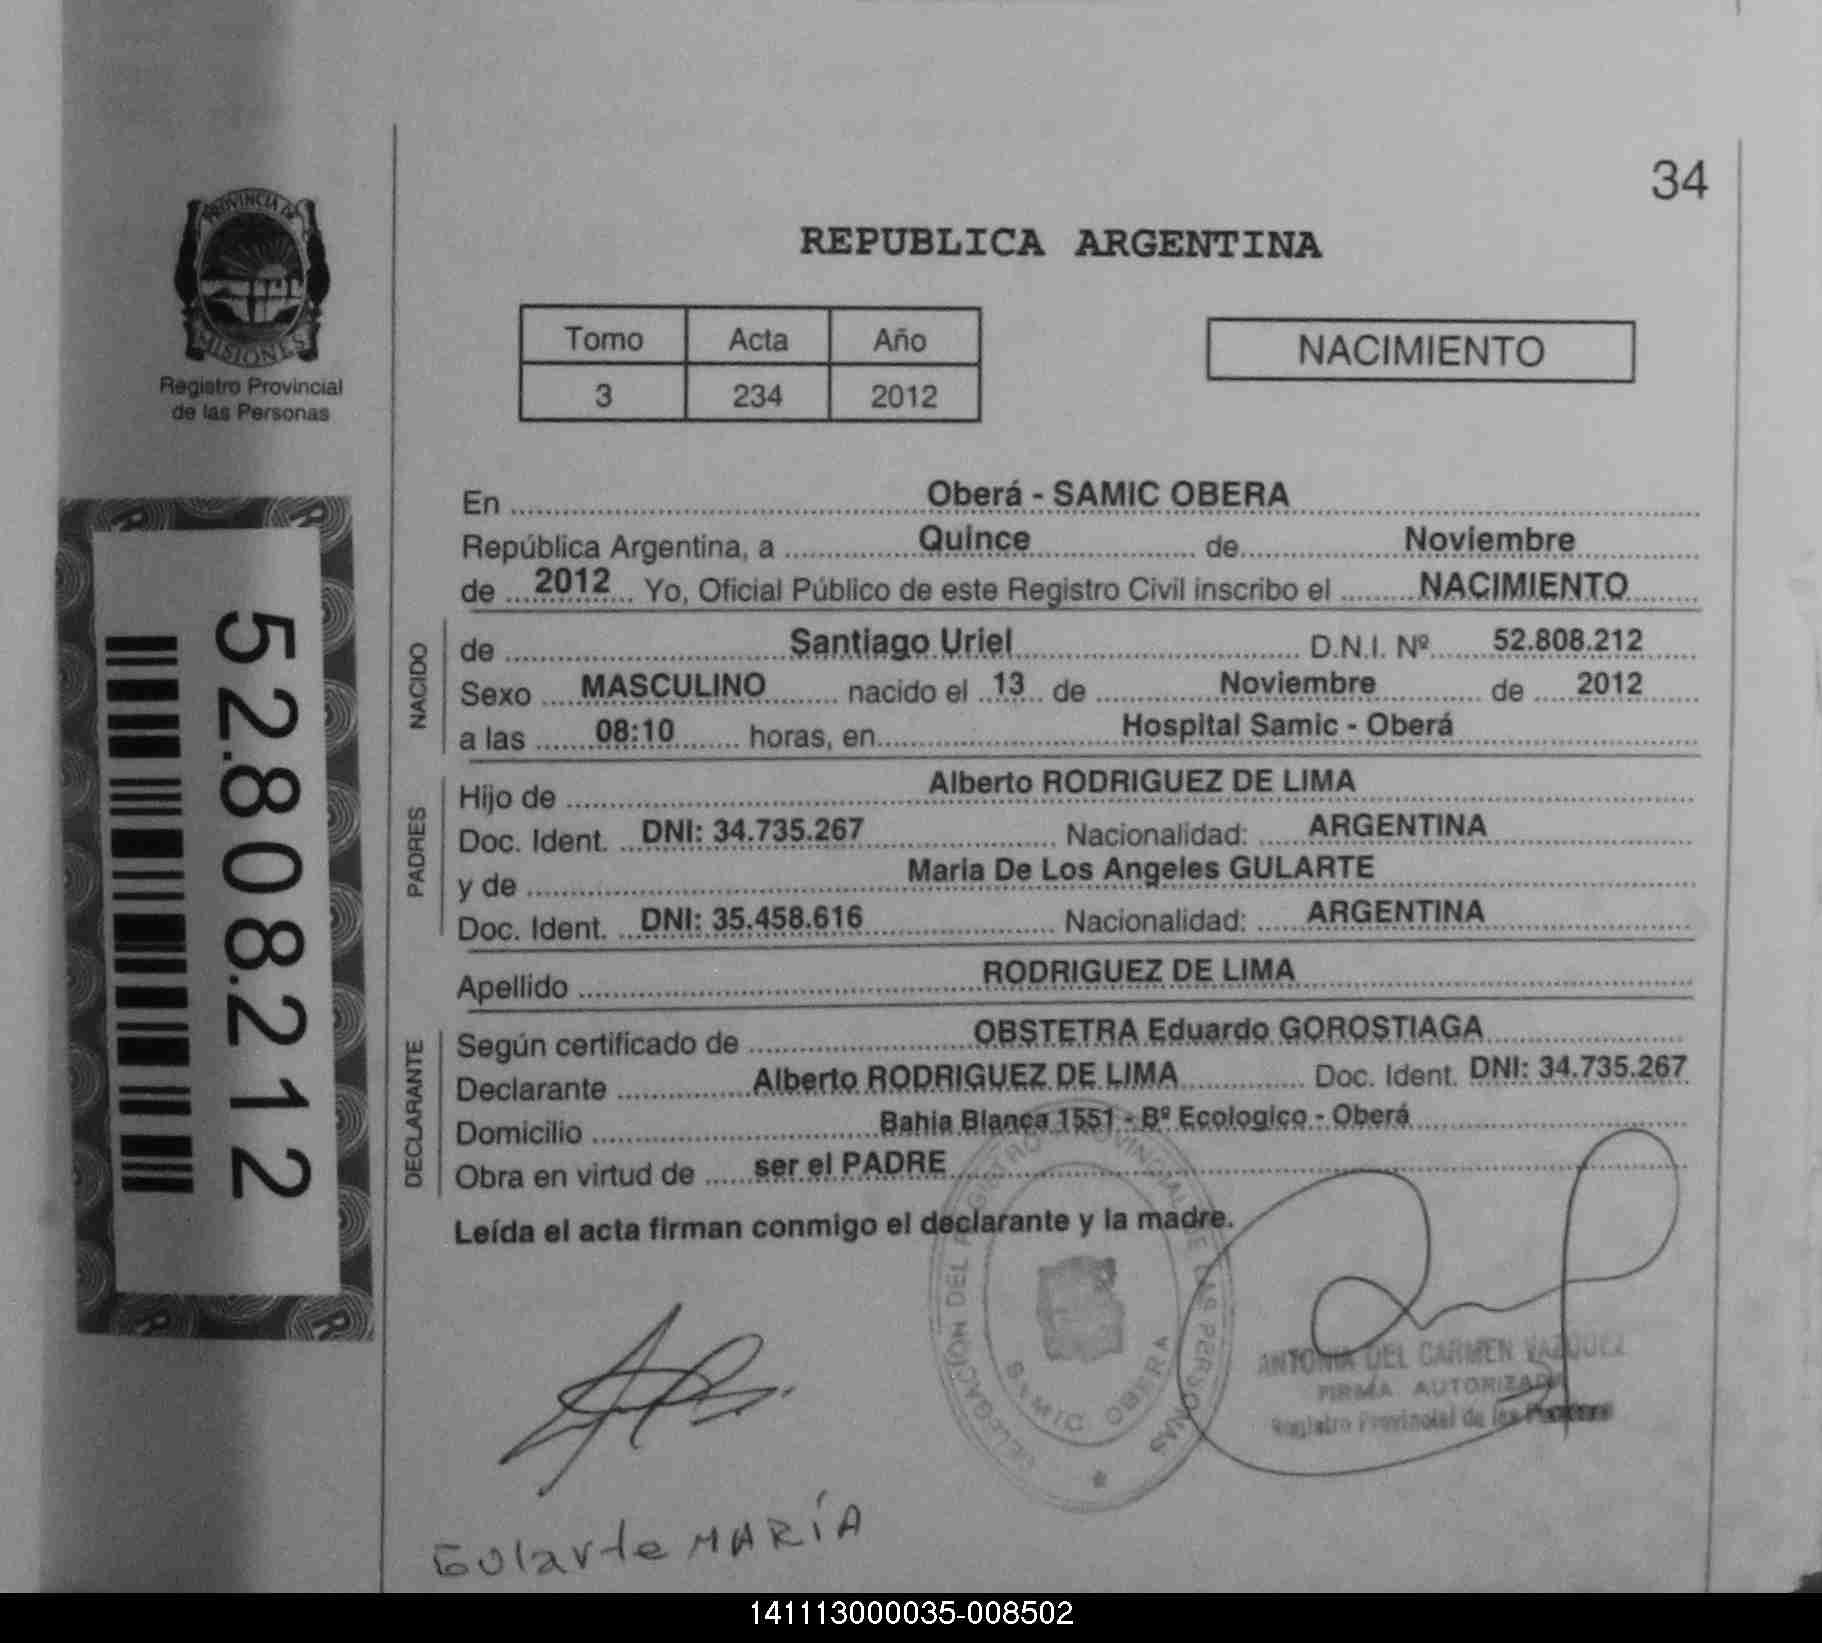 34
PROVINCIA DE
MISIONES
Registro Provincial
de las Personas
REPUBLICA ARGENTINA
Tomo Acta Año
3 234 2012
NACIMIENTO
52.808.212
En Oberá - SAMIC OBERA
República Argentina, a Quince de Noviembre
de 2012 Yo, Oficial Público de este Registro Civil inscribo el NACIMIENTO
NACIDO
de Santiago Uriel D.N.I. Nº 52.808.212
Sexo MASCULINO nacido el 13 de Noviembre de 2012
a las 08:10 horas, en Hospital Samic - Oberá
PADRES
Hijo de Alberto RODRIGUEZ DE LIMA
Doc. Ident. DNI: 34.735.267 Nacionalidad: ARGENTINA
y de Maria De Los Angeles GULARTE
Doc. Ident. DNI: 35.458.616 Nacionalidad: ARGENTINA
Apellido RODRIGUEZ DE LIMA
DECLARANTE
Según certificado de OBSTETRA Eduardo GOROSTIAGA
Declarante Alberto RODRIGUEZ DE LIMA Doc. Ident. DNI: 34.735.267
Domicilio Bahia Blanca 1551 - Bº Ecologico - Oberá
Obra en virtud de ser el PADRE
Leída el acta firman conmigo el declarante y la madre.
DELEGACION DEL REGISTRO PROVINCIAL DE LAS PERSONAS
SAMIC OBERA
ANTONIA DEL CARMEN VAZQUEZ
FIRMA AUTORIZADA
Registro Provincial de las Personas
Gularte MARÍA
141113000035-008502